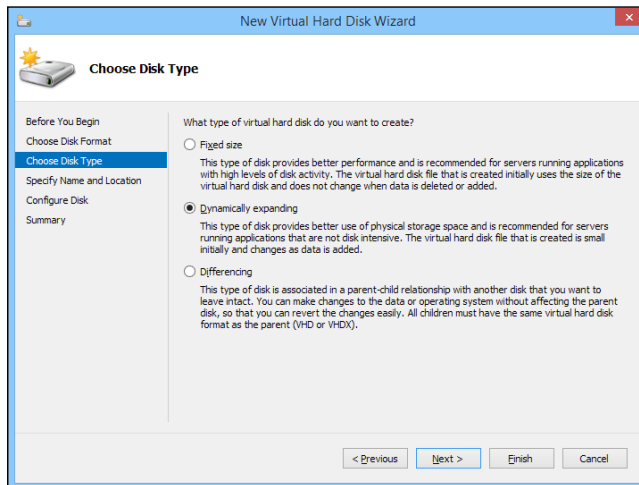 New Virtual Hard Disk Wizard
Choose Disk Type
Before You Begin
Choose Disk Format
Choose Disk Type
Specify Name and Location
Configure Disk
Summary
What type of virtual hard disk do you want to create?
Fixed size
This type of disk provides better performance and is recommended for servers running applications
with high levels of disk activity. The virtual hard disk file that is created initially uses the size of the
virtual hard disk and does not change when data is deleted or added.
Dynamically expanding
This type of disk provides better use of physical storage space and is recommended for servers
running applications that are not disk intensive. The virtual hard disk file that is created is small
initially and changes as data is added.
Differencing
This type of disk is associated in a parent-child relationship with another disk that you want to
leave intact. You can make changes to the data or operating system without affecting the parent
disk, so that you can revert the changes easily. All children must have the same virtual hard disk
format as the parent (VHD or VHDX).
< Previous
Next >
Finish
Cancel